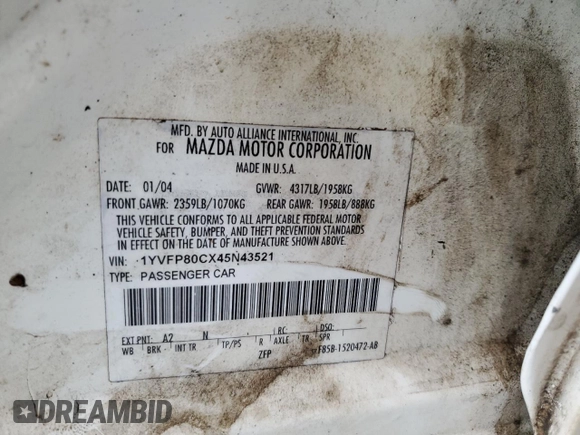 MFD. BY AUTO ALLIANCE INTERNATIONAL, INC.
FOR MAZDA MOTOR CORPORATION
MADE IN U.S.A.
DATE: 01/04 GVWR: 4317LB/1958KG
FRONT GAWR: 2359LB/1070KG REAR GAWR: 1958LB/888KG
THIS VEHICLE CONFORMS TO ALL APPLICABLE FEDERAL MOTOR
VEHICLE SAFETY, BUMPER, AND THEFT PREVENTION STANDARDS
IN EFFECT ON THE DATE OF MANUFACTURE SHOWN ABOVE.
VIN: 1YVFP80CX45N43521
TYPE: PASSENGER CAR
EXT PNT: A2 N RC: DSO:
WB BRK INT TR TP/PS R AXLE TR SPR
ZFP F85B-1520472-AB
DREAMBID